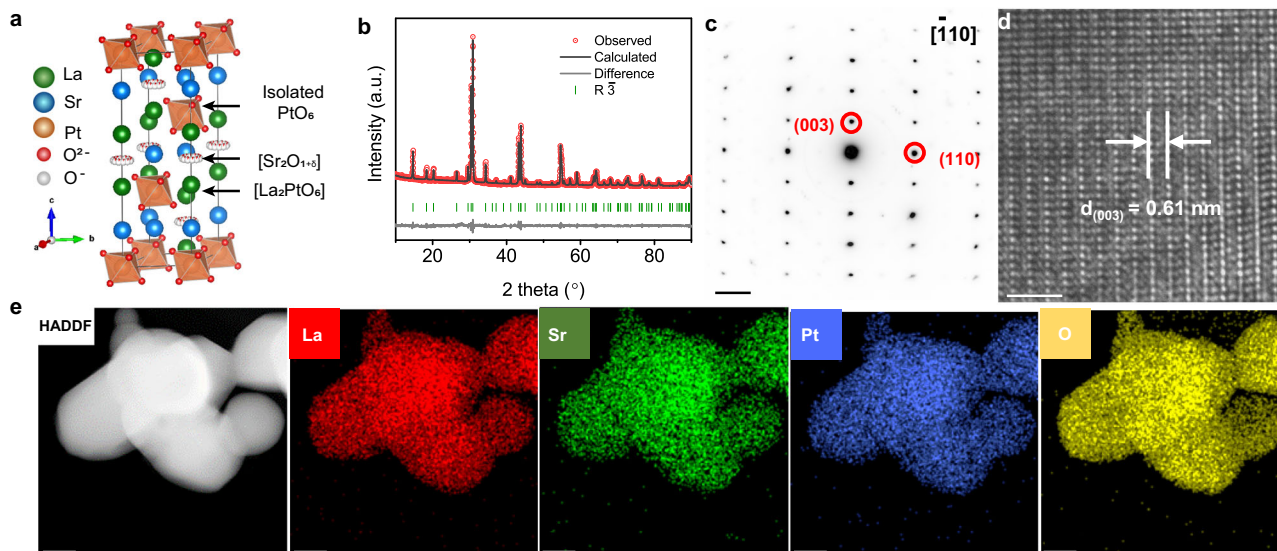 a
La
Sr
Pt
O²⁻
O⁻
c
a
b
Isolated
PtO₆
[Sr₂O₁₊δ]
[La₂PtO₆]
b
Intensity (a.u.)
Observed
Calculated
Difference
R 3̅
20
40
60
80
2 theta (°)
c
[1̅10]
(003)
(110)
d
d(003) = 0.61 nm
e
HADDF
La
Sr
Pt
O